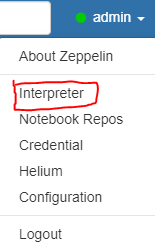 admin
About Zeppelin
Interpreter
Notebook Repos
Credential
Helium
Configuration
Logout